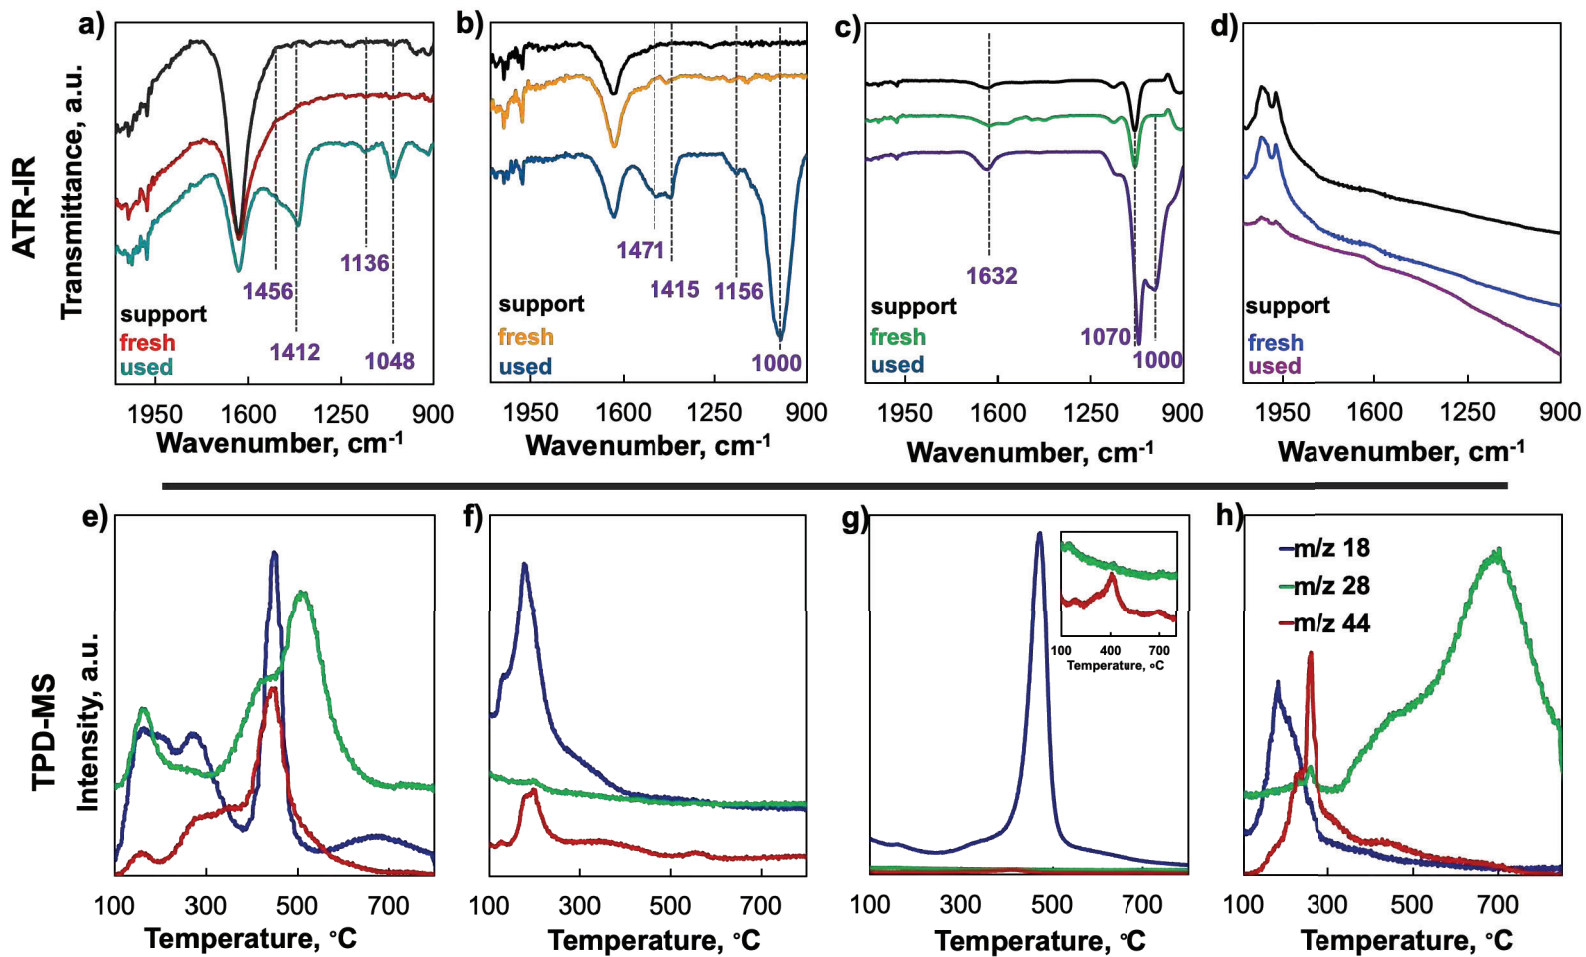 a)
b)
c)
d)
ATR-IR
Transmittance, a.u.
1456
1136
1412
1048
support
fresh
used
1471
1415
1156
1000
support
fresh
used
1632
1070
1000
support
fresh
used
support
fresh
used
1950 1600 1250 900
1950 1600 1250 900
1950 1600 1250 900
1950 1600 1250 900
Wavenumber, cm-1
Wavenumber, cm-1
Wavenumber, cm-1
Wavenumber, cm-1
e)
f)
g)
h)
TPD-MS
Intensity, a.u.
100 400 700
Temperature, °C
m/z 18
m/z 28
m/z 44
100 300 500 700
100 300 500 700
100 300 500 700
100 300 500 700
Temperature, °C
Temperature, °C
Temperature, °C
Temperature, °C